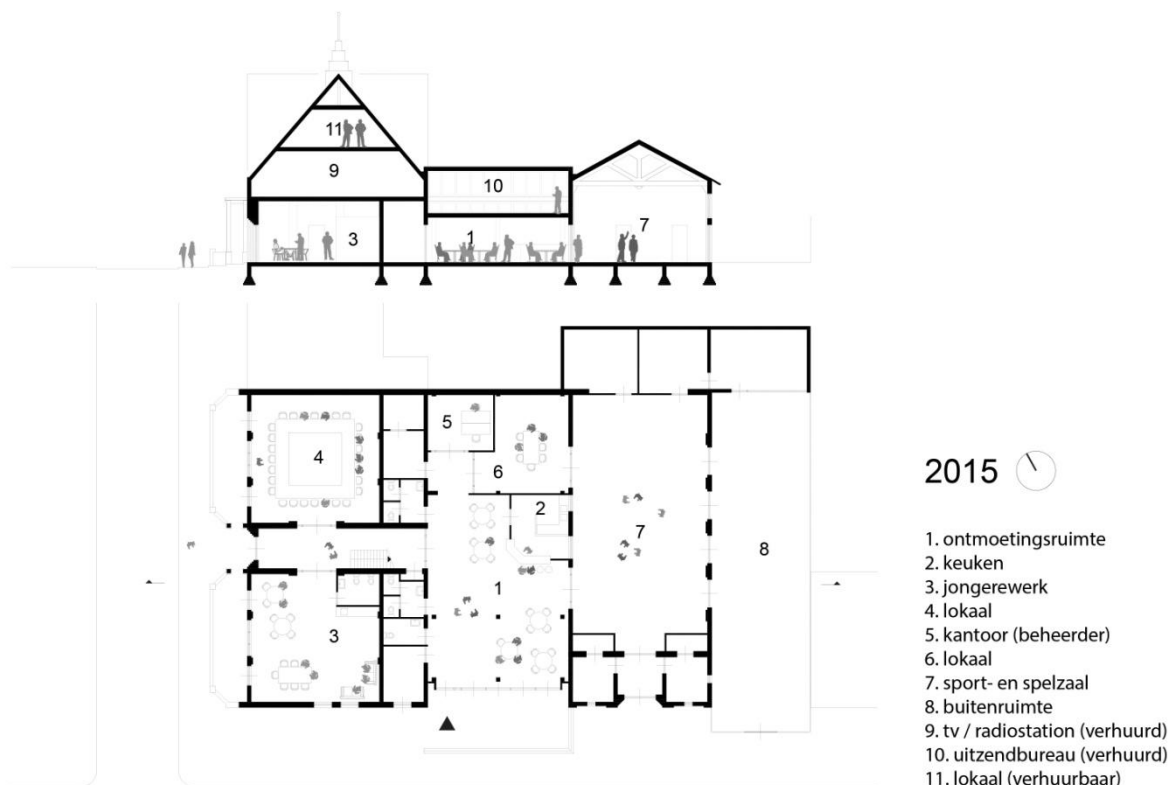 11
9
10
3
1
7
5
4
6
2
7
8
1
3
2015
1. ontmoetingsruimte
2. keuken
3. jongerewerk
4. lokaal
5. kantoor (beheerder)
6. lokaal
7. sport- en spelzaal
8. buitenruimte
9. tv / radiostation (verhuurd)
10. uitzendbureau (verhuurd)
11. lokaal (verhuurbaar)